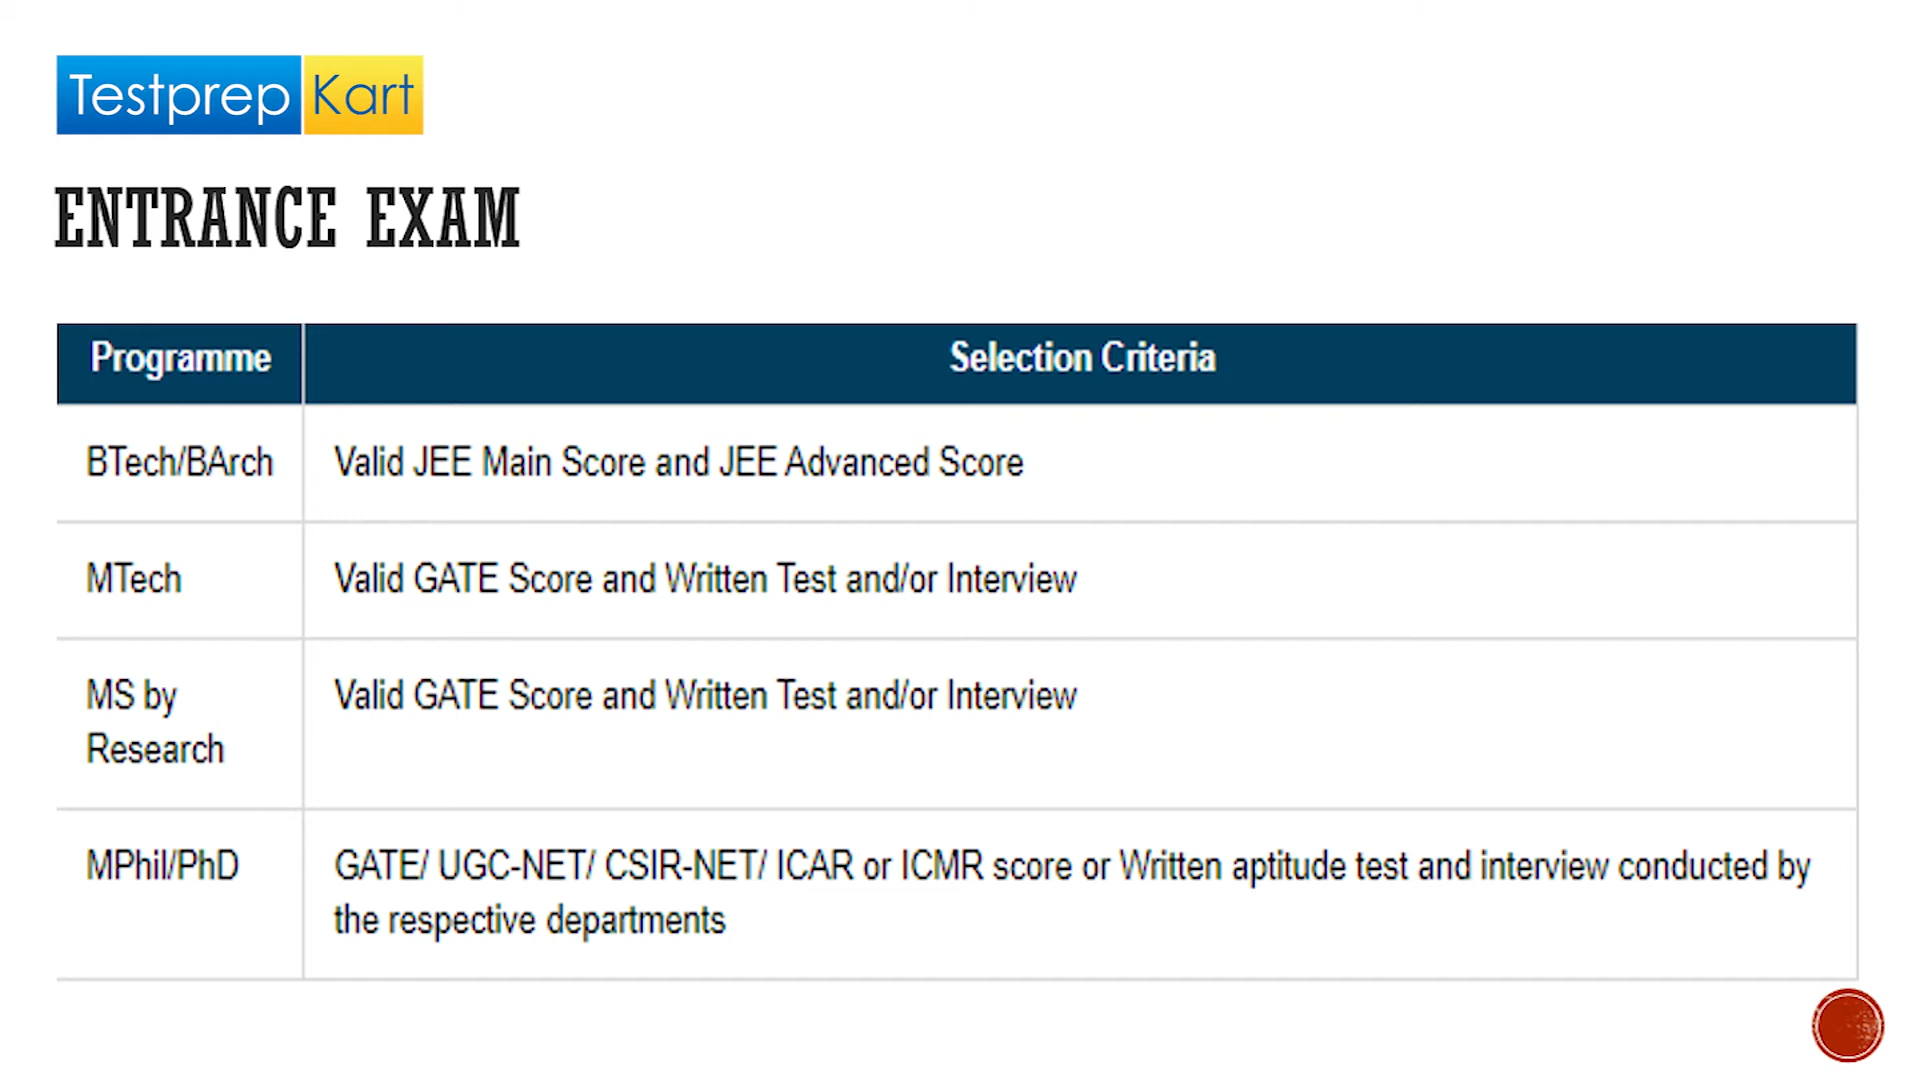 Testprep Kart
ENTRANCE EXAM
Programme Selection Criteria
BTech/BArch Valid JEE Main Score and JEE Advanced Score
MTech Valid GATE Score and Written Test and/or Interview
MS by Valid GATE Score and Written Test and/or Interview
Research
MPhil/PhD GATE/ UGC-NET/ CSIR-NET/ ICAR or ICMR score or Written aptitude test and interview conducted by
the respective departments